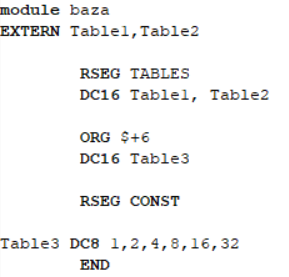 module baza
EXTERN Table1,Table2
RSEG TABLES
DC16 Table1, Table2
ORG $+6
DC16 Table3
RSEG CONST
Table3 DC8 1,2,4,8,16,32
END